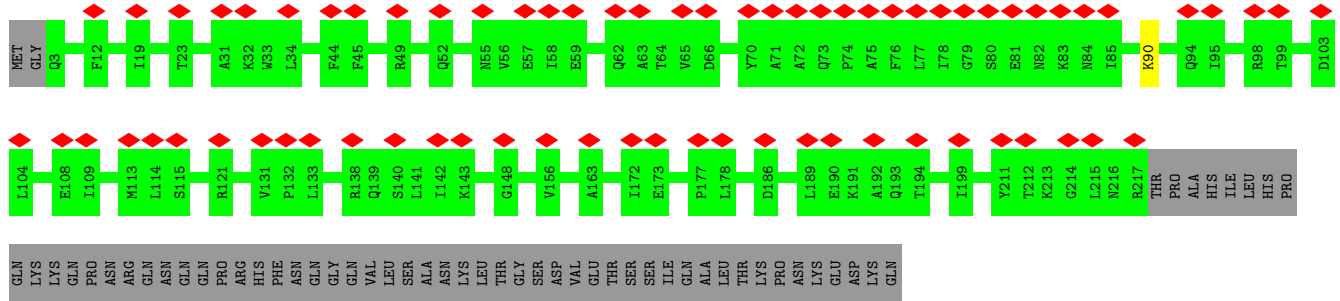 MET GLY Q3 F12 I19 T23 A31 K32 W33 L34 F44 F45 R49 Q52 N55 V56 E57 I58 E59 Q62 A63 T64 V65 D66 Y70 A71 A72 Q73 P74 A75 F76 L77 I78 G79 S80 E81 N82 K83 N84 I85 K90 Q94 I95 R98 T99 D103
L104 E108 I109 M113 L114 S115 R121 V131 P132 L133 R138 Q139 S140 L141 I142 K143 G148 V156 A163 I172 E173 P177 L178 D186 L189 E190 K191 A192 Q193 T194 I199 Y211 T212 K213 G214 L215 N216 R217 THR PRO ALA HIS ILE LEU HIS PRO
GLN LYS LYS GLN PRO ASN ARG GLN ASN GLN GLN PRO ARG HIS PHE ASN GLN GLY GLN VAL LEU SER ALA ASN LYS LEU THR GLY SER ASP VAL GLU THR SER SER ILE GLN ALA LEU THR LYS PRO ASN LYS GLU ASP LYS GLN